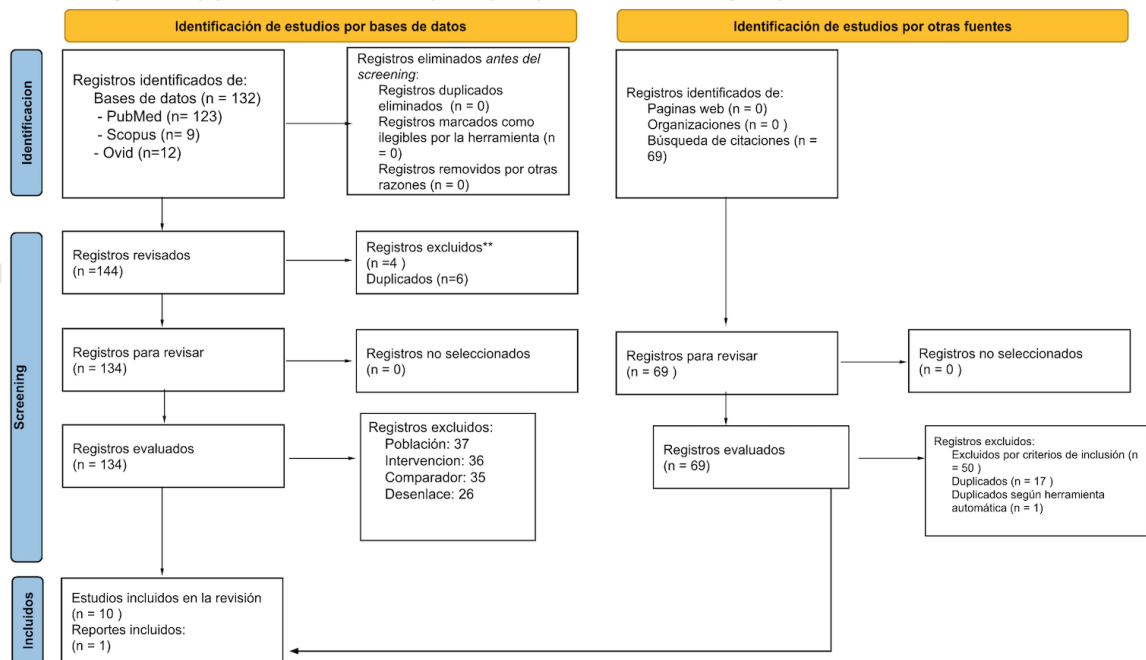 Identificación de estudios por bases de datos
Identificación de estudios por otras fuentes
Identificacion
Registros identificados de:
Bases de datos (n = 132)
- PubMed (n= 123)
- Scopus (n= 9)
- Ovid (n=12)
Registros eliminados antes del
screening:
Registros duplicados
eliminados (n = 0)
Registros marcados como
ilegibles por la herramienta (n
= 0)
Registros removidos por otras
razones (n = 0)
Registros identificados de:
Paginas web (n = 0)
Organizaciones (n = 0 )
Búsqueda de citaciones (n =
69)
Screening
Registros revisados
(n =144)
Registros excluidos**
(n =4 )
Duplicados (n=6)
Registros para revisar
(n = 134)
Registros no seleccionados
(n = 0)
Registros para revisar
(n = 69 )
Registros no seleccionados
(n = 0 )
Registros evaluados
(n = 134)
Registros excluidos:
Población: 37
Intervencion: 36
Comparador: 35
Desenlace: 26
Registros evaluados
(n = 69)
Registros excluidos:
Excluidos por criterios de inclusión (n
= 50 )
Duplicados (n = 17 )
Duplicados según herramienta
automática (n = 1)
Incluidos
Estudios incluidos en la revisión
(n = 10 )
Reportes incluidos:
(n = 1)